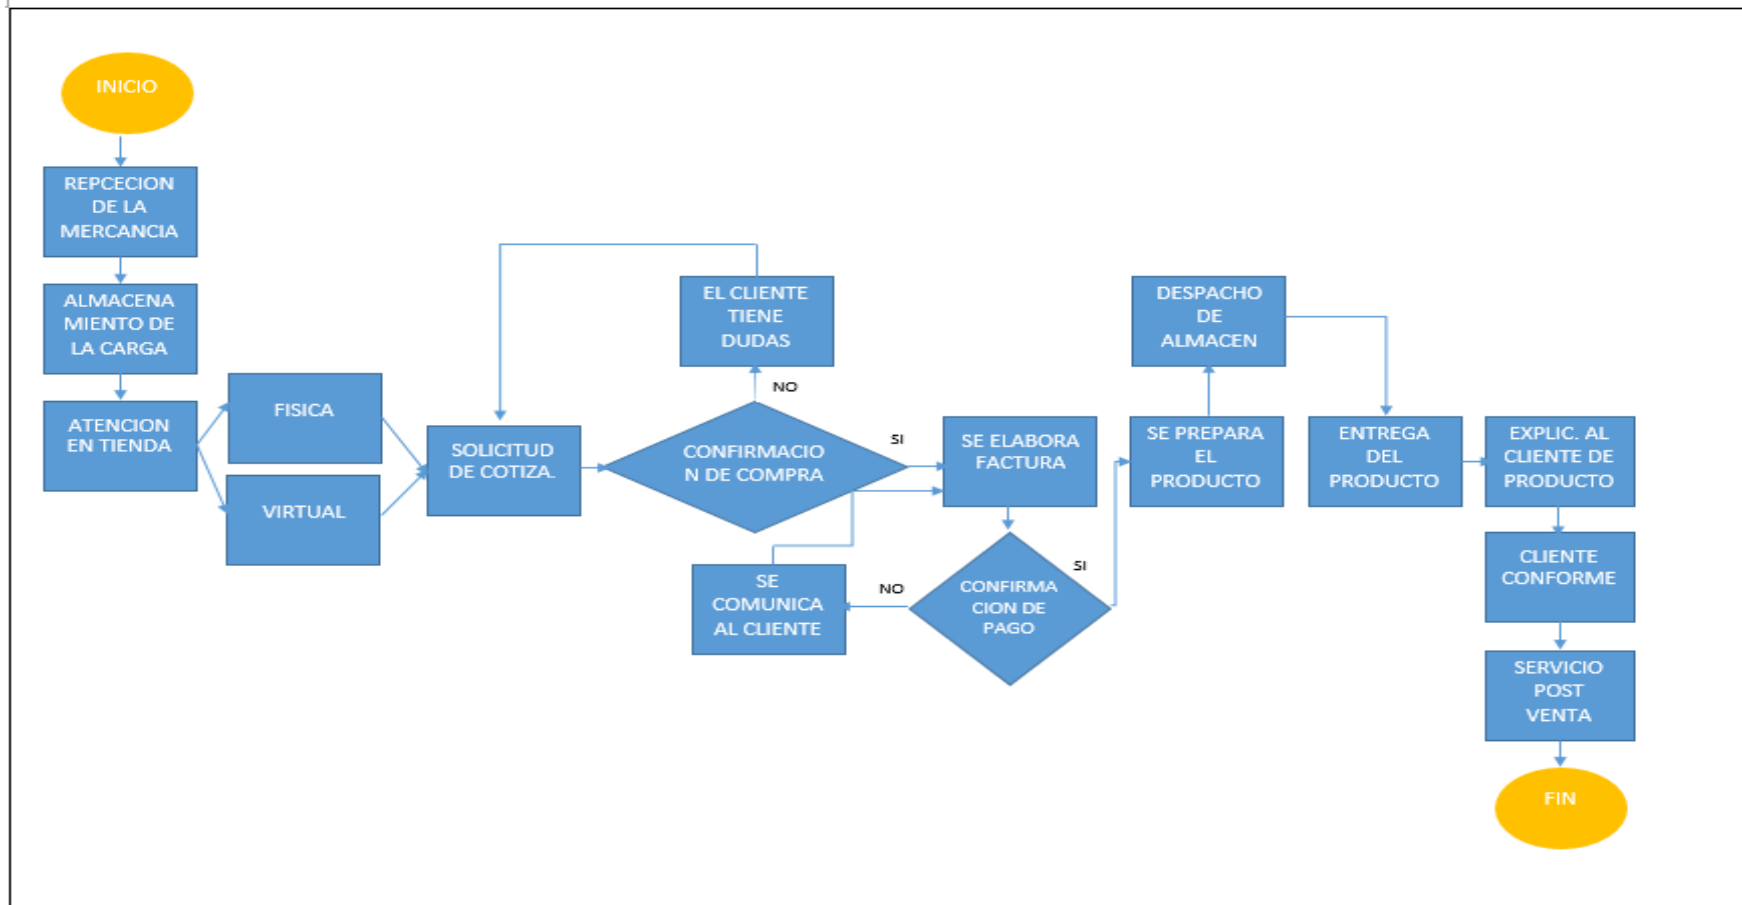 INICIO
REPCECION
DE LA
MERCANCIA
ALMACENA
MIENTO DE
LA CARGA
ATENCION
EN TIENDA
FISICA
VIRTUAL
SOLICITUD
DE COTIZA.
EL CLIENTE
TIENE
DUDAS
NO
CONFIRMACIO
N DE COMPRA
SI
SE ELABORA
FACTURA
SE
COMUNICA
AL CLIENTE
NO
CONFIRMA
CION DE
PAGO
SI
SE PREPARA
EL
PRODUCTO
DESPACHO
DE
ALMACEN
ENTREGA
DEL
PRODUCTO
EXPLIC. AL
CLIENTE DE
PRODUCTO
CLIENTE
CONFORME
SERVICIO
POST
VENTA
FIN